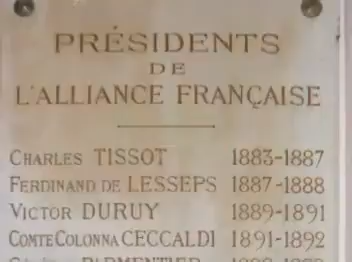 PRÉSIDENTS
DE
L'ALLIANCE FRANÇAISE
CHARLES TISSOT 1883-1887
FERDINAND DE LESSEPS 1887-1888
VICTOR DURUY 1889-1891
COMTE COLONNA CECCALDI 1891-1892
PARMENTIER